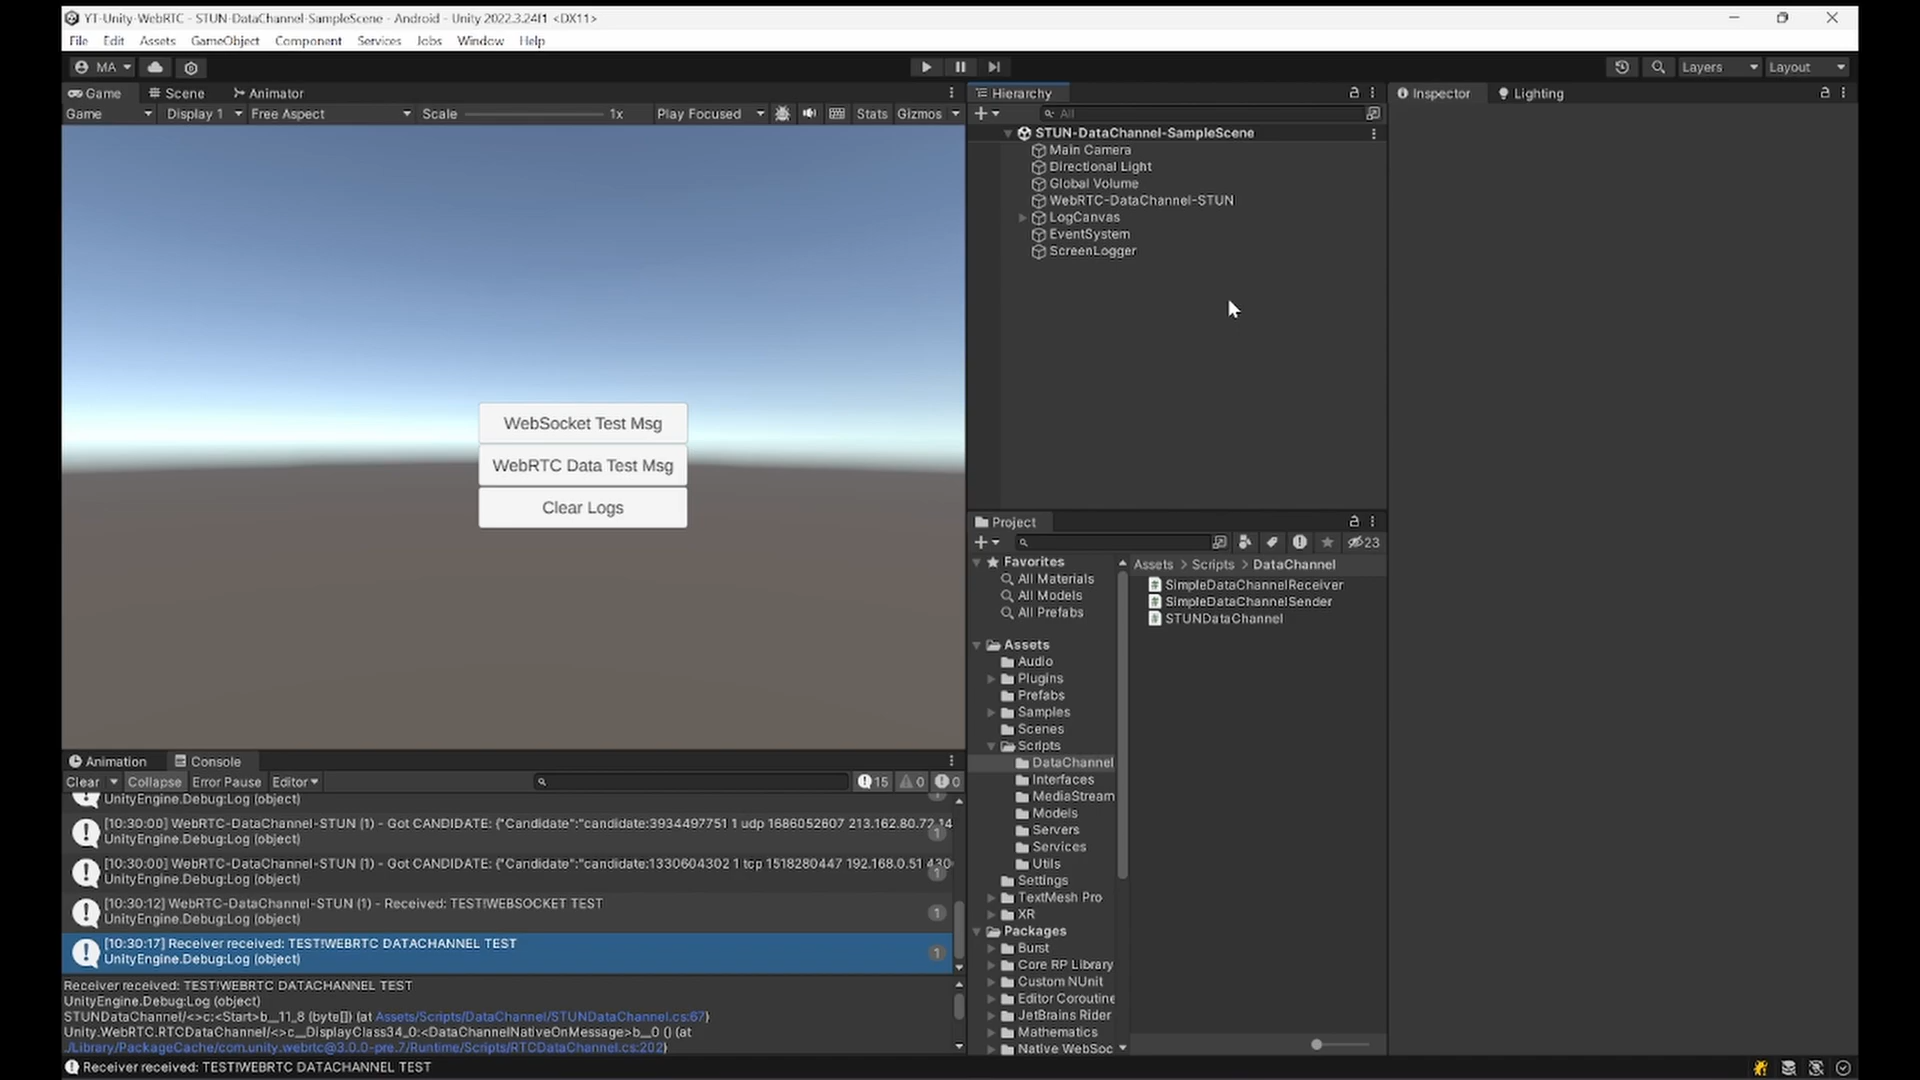 YT-Unity-WebRTC - STUN-DataChannel-SampleScene - Android - Unity 2022.3.24f1 <DX11>
File Edit Assets GameObject Component Services Jobs Window Help
MA
Layers Layout
Game Scene Animator
Game Display 1 Free Aspect Scale 1x Play Focused Stats Gizmos
WebSocket Test Msg
WebRTC Data Test Msg
Clear Logs
Hierarchy
All
STUN-DataChannel-SampleScene
Main Camera
Directional Light
Global Volume
WebRTC-DataChannel-STUN
LogCanvas
EventSystem
ScreenLogger
Inspector Lighting
Project
23
Favorites
All Materials
All Models
All Prefabs
Assets
Audio
Plugins
Prefabs
Samples
Scenes
Scripts
DataChannel
Interfaces
MediaStream
Models
Servers
Services
Utils
Settings
TextMesh Pro
XR
Packages
Burst
Core RP Library
Custom NUnit
Editor Coroutine
JetBrains Rider
Mathematics
Native WebSoc
Assets > Scripts > DataChannel
SimpleDataChannelReceiver
SimpleDataChannelSender
STUNDataChannel
Animation Console
Clear Collapse Error Pause Editor 15 0 0
UnityEngine.Debug:Log (object)
[10:30:00] WebRTC-DataChannel-STUN (1) - Got CANDIDATE: {"Candidate":"candidate:3934497751 1 udp 1686052607 213.162.80.72 14
UnityEngine.Debug:Log (object) 1
[10:30:00] WebRTC-DataChannel-STUN (1) - Got CANDIDATE: {"Candidate":"candidate:1330604302 1 tcp 1518280447 192.168.0.51 430
UnityEngine.Debug:Log (object) 1
[10:30:12] WebRTC-DataChannel-STUN (1) - Received: TEST!WEBSOCKET TEST
UnityEngine.Debug:Log (object) 1
[10:30:17] Receiver received: TEST!WEBRTC DATACHANNEL TEST
UnityEngine.Debug:Log (object) 1
Receiver received: TEST!WEBRTC DATACHANNEL TEST
UnityEngine.Debug:Log (object)
STUNDataChannel/<>c:<Start>b__11_8 (byte[]) (at Assets/Scripts/DataChannel/STUNDataChannel.cs:67)
Unity.WebRTC.RTCDataChannel/<>c__DisplayClass34_0:<DataChannelNativeOnMessage>b__0 () (at
./Library/PackageCache/com.unity.webrtc@3.0.0-pre.7/Runtime/Scripts/RTCDataChannel.cs:202)
Receiver received: TEST!WEBRTC DATACHANNEL TEST